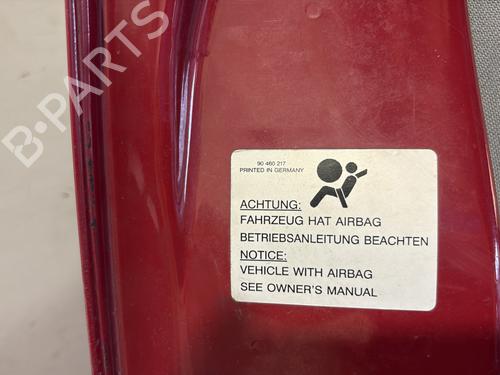 B-PARTS
90 460 217
PRINTED IN GERMANY
ACHTUNG:
FAHRZEUG HAT AIRBAG
BETRIEBSANLEITUNG BEACHTEN
NOTICE:
VEHICLE WITH AIRBAG
SEE OWNER'S MANUAL